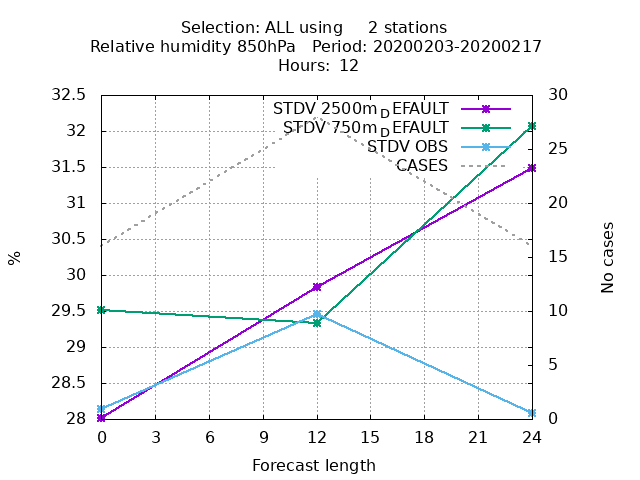 Selection: ALL using     2 stations
Relative humidity 850hPa   Period: 20200203-20200217
Hours:  12
STDV 2500m_DEFAULT
STDV 750m_DEFAULT
STDV OBS
CASES
32.5
32
31.5
31
30.5
30
29.5
29
28.5
28
%
30
25
20
15
10
5
0
No cases
0 3 6 9 12 15 18 21 24
Forecast length